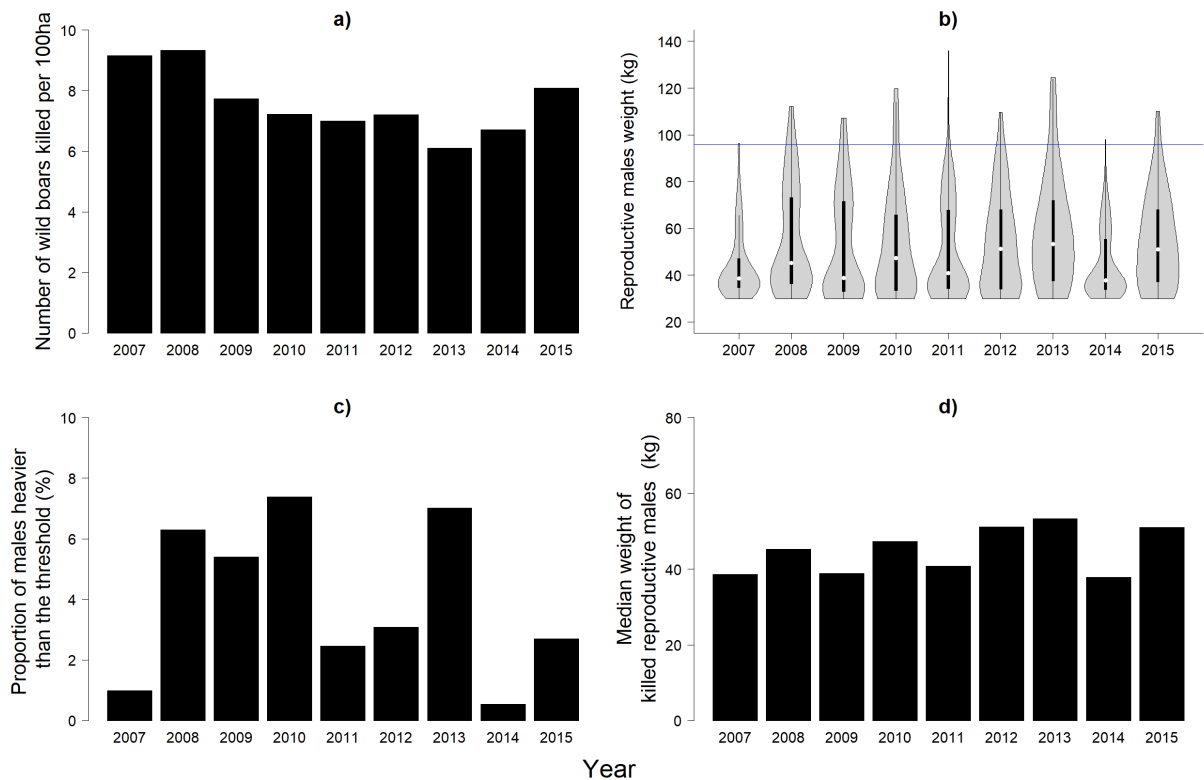 a)
Number of wild boars killed per 100ha
10
8
6
4
2
0
2007 2008 2009 2010 2011 2012 2013 2014 2015
b)
Reproductive males weight (kg)
140
120
100
80
60
40
20
2007 2008 2009 2010 2011 2012 2013 2014 2015
c)
Proportion of males heavier
than the threshold (%)
10
8
6
4
2
0
2007 2008 2009 2010 2011 2012 2013 2014 2015
d)
Median weight of
killed reproductive males (kg)
80
60
40
20
0
2007 2008 2009 2010 2011 2012 2013 2014 2015
Year